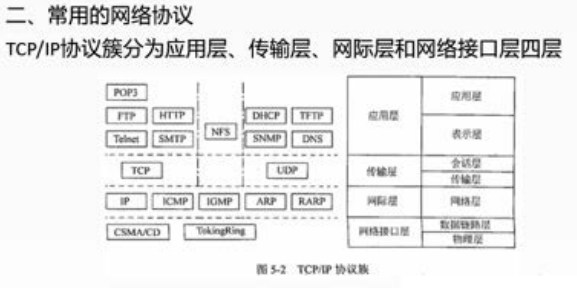 二、常用的网络协议
TCP/IP协议簇分为应用层、传输层、网际层和网络接口层四层
POP3
FTP HTTP NFS DHCP TFTP
Telnet SMTP SNMP DNS
TCP UDP
IP ICMP IGMP ARP RARP
CSMA/CD TokingRing
应用层 应用层
表示层
传输层 会话层
传输层
网际层 网络层
网络接口层 数据链路层
物理层
图 5-2 TCP/IP 协议簇